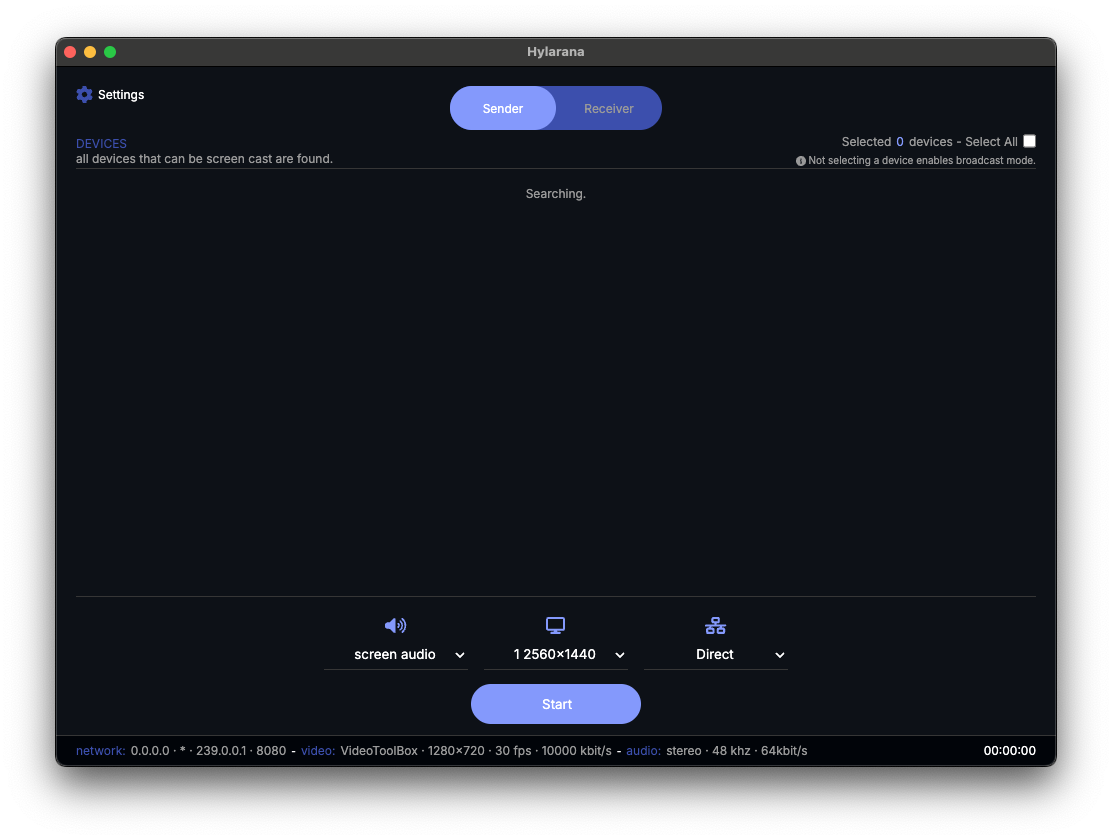 Hylarana
Settings
Sender
Receiver
DEVICES
all devices that can be screen cast are found.
Selected 0 devices - Select All
Not selecting a device enables broadcast mode.
Searching.
screen audio
1 2560×1440
Direct
Start
network: 0.0.0.0 · * · 239.0.0.1 · 8080 - video: VideoToolBox · 1280×720 · 30 fps · 10000 kbit/s - audio: stereo · 48 khz · 64kbit/s
00:00:00